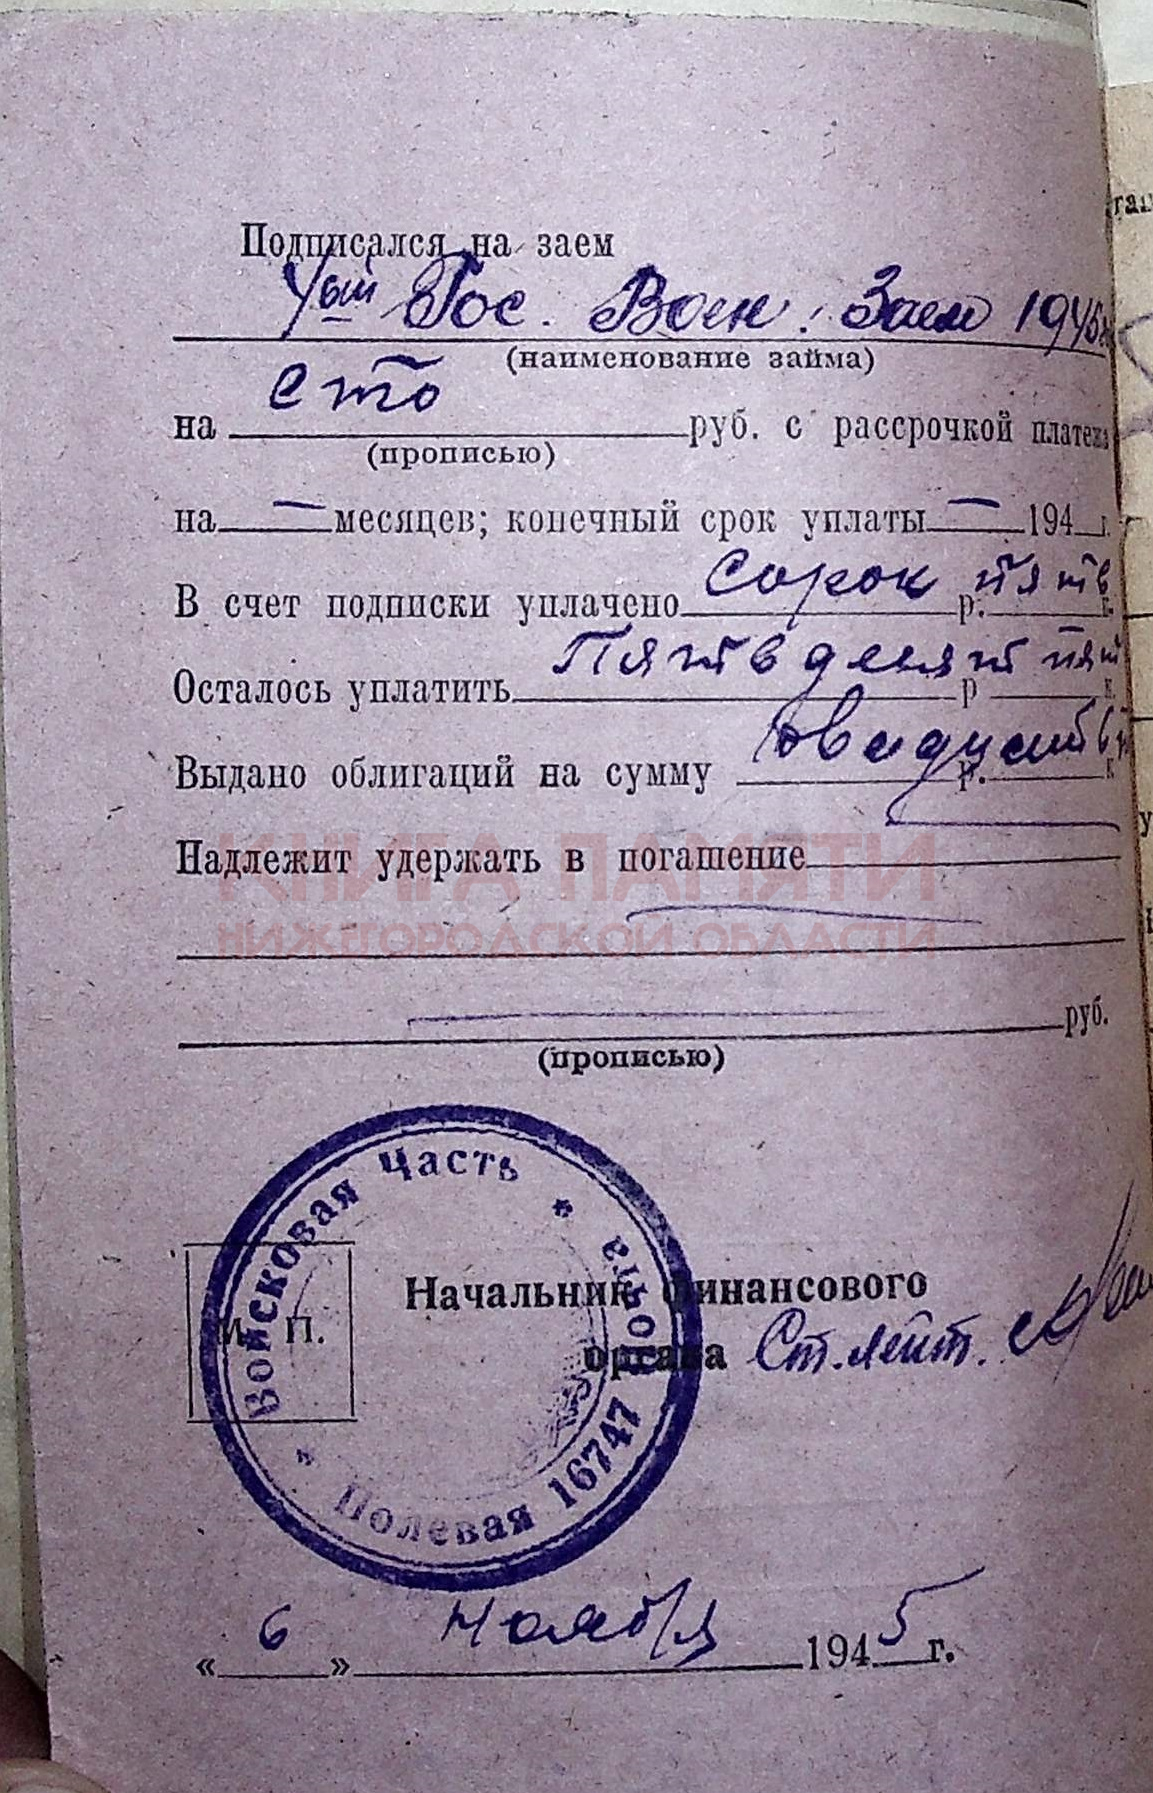 Подписался на заем
4ый Гос. Воен. Заем 1945
(наименование займа)
сто
на руб. с рассрочкой платежа
(прописью)
на — месяцев; конечный срок уплаты — 194 г.
В счет подписки уплачено сорок пять р. к.
Осталось уплатить Пятьдесят пять р к.
Выдано облигаций на сумму двадцать р. к
Надлежит удержать в погашение
КНИГА ПАМЯТИ
НИЖЕГОРОДСКОЙ ОБЛАСТИ
руб.
(прописью)
Войсковая часть * Полевая почта 16747 *
М. П.
Начальник финансового
органа Ст. лейт.
« 6 » Ноября 1945 г.